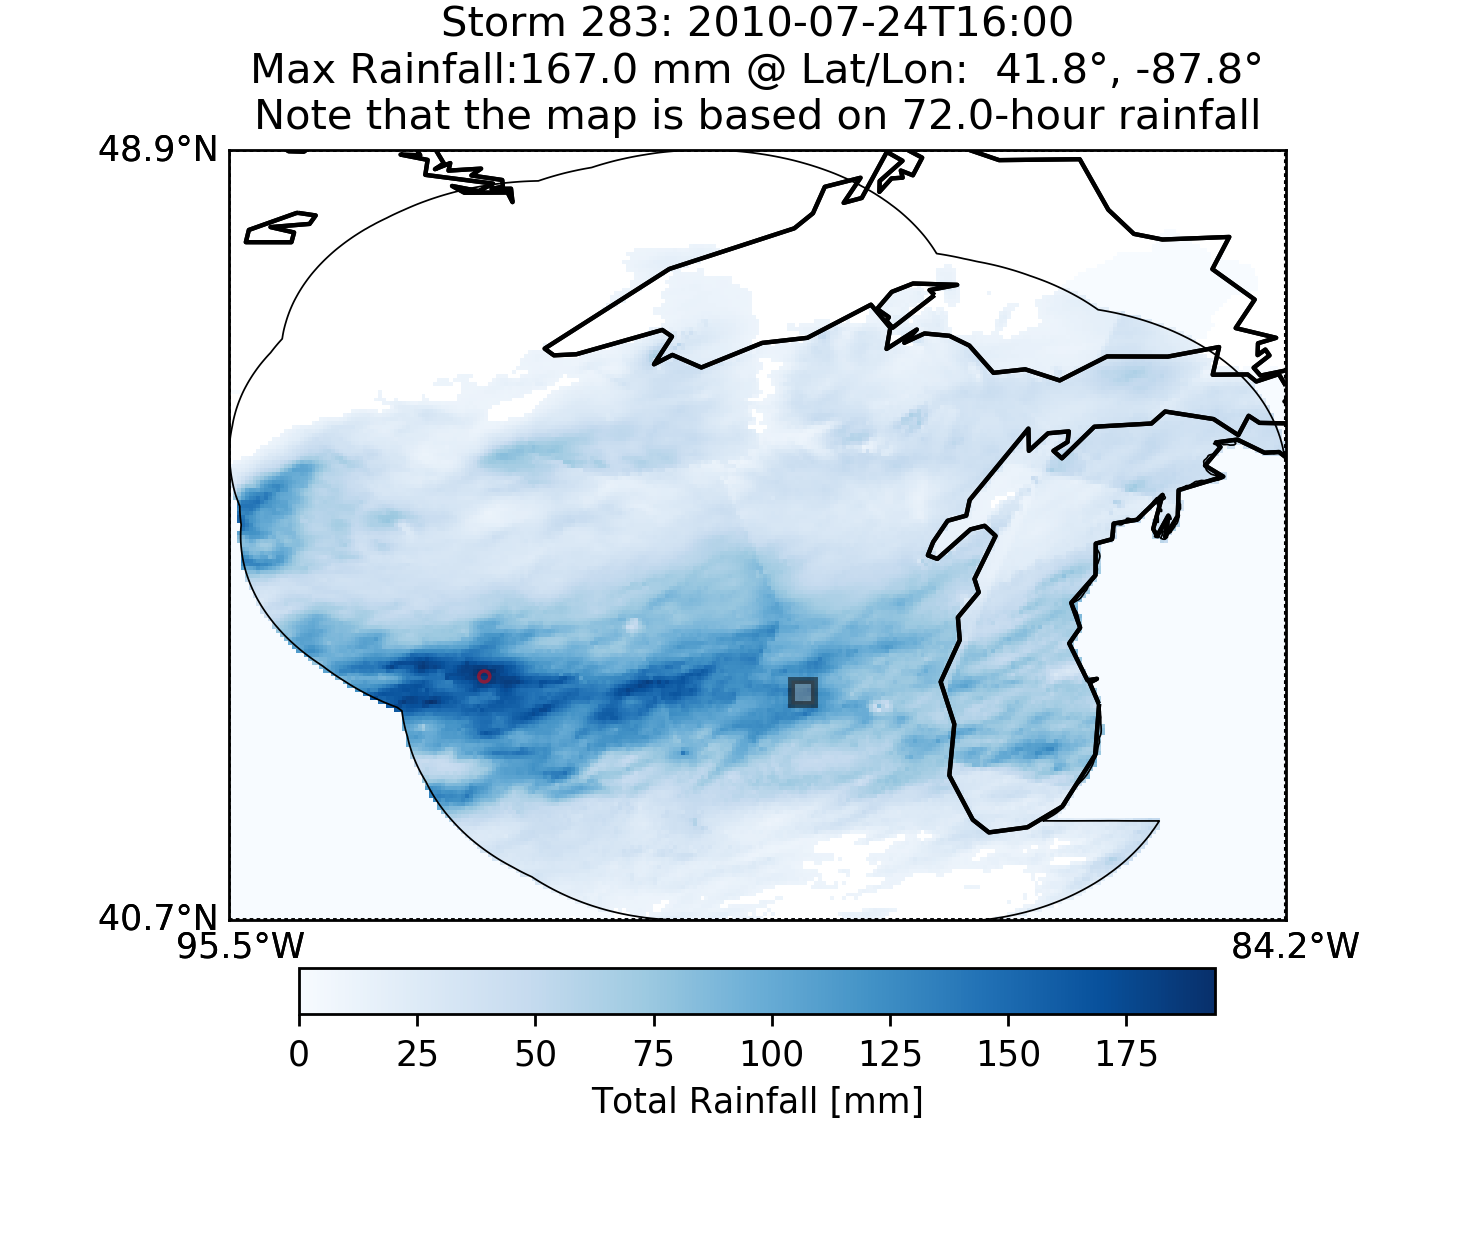 Storm 283: 2010-07-24T16:00
Max Rainfall:167.0 mm @ Lat/Lon:  41.8°, -87.8°
Note that the map is based on 72.0-hour rainfall
48.9°N
40.7°N
95.5°W 84.2°W
0 25 50 75 100 125 150 175
Total Rainfall [mm]